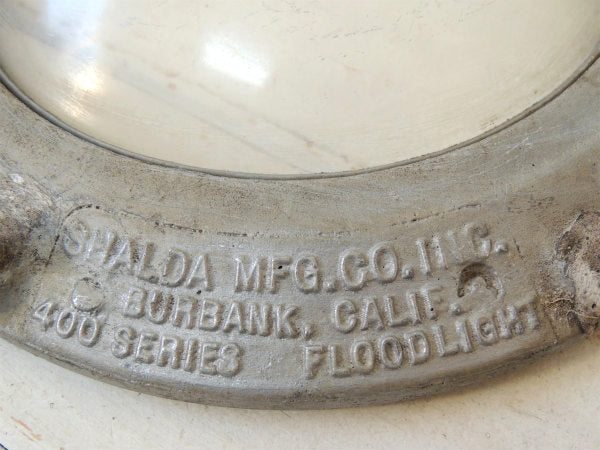 SHALDA MFG.CO.INC.
BURBANK, CALIF.
400 SERIES FLOODLIGHT